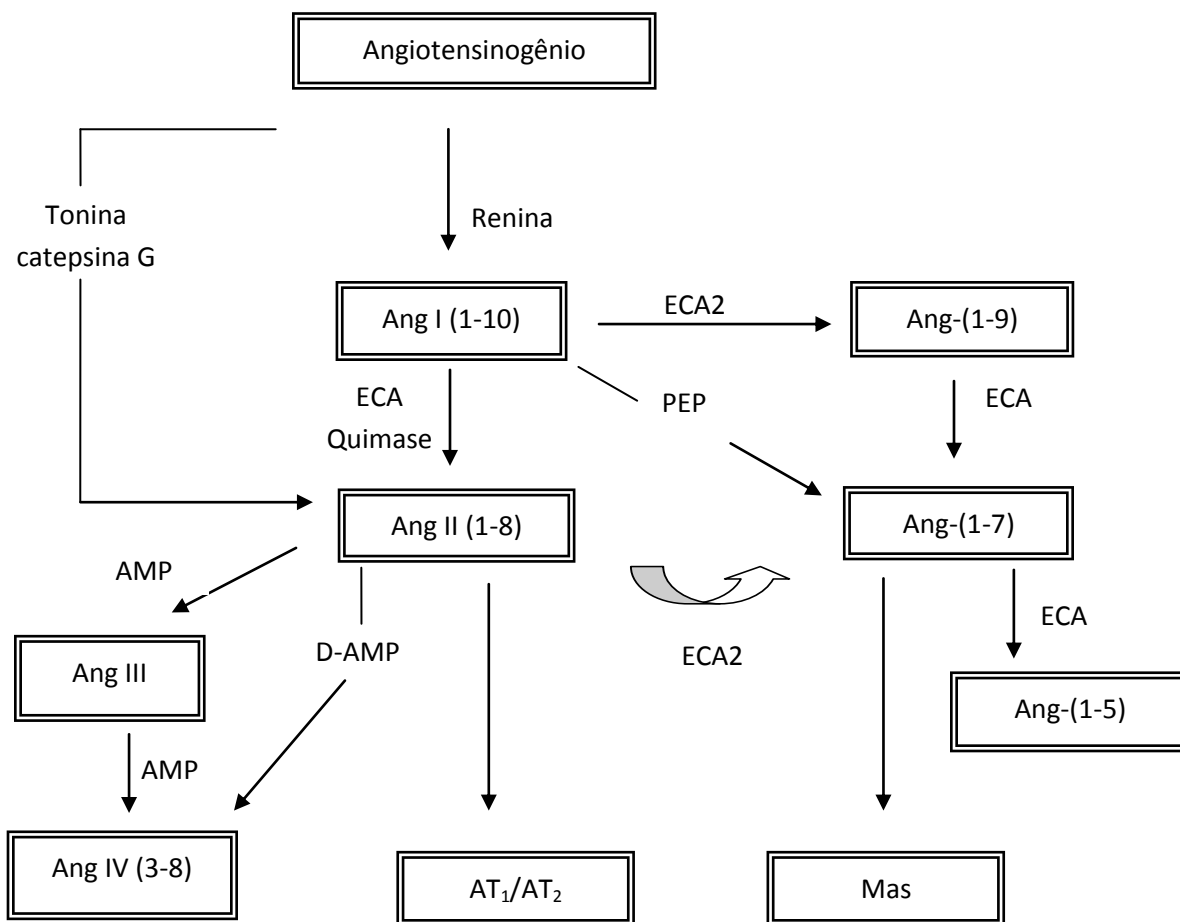 Angiotensinogênio
Tonina
catepsina G
Renina
Ang I (1-10)
ECA2
Ang-(1-9)
ECA
Quimase
PEP
ECA
Ang II (1-8)
Ang-(1-7)
AMP
D-AMP
ECA2
ECA
Ang III
Ang-(1-5)
AMP
Ang IV (3-8)
AT₁/AT₂
Mas